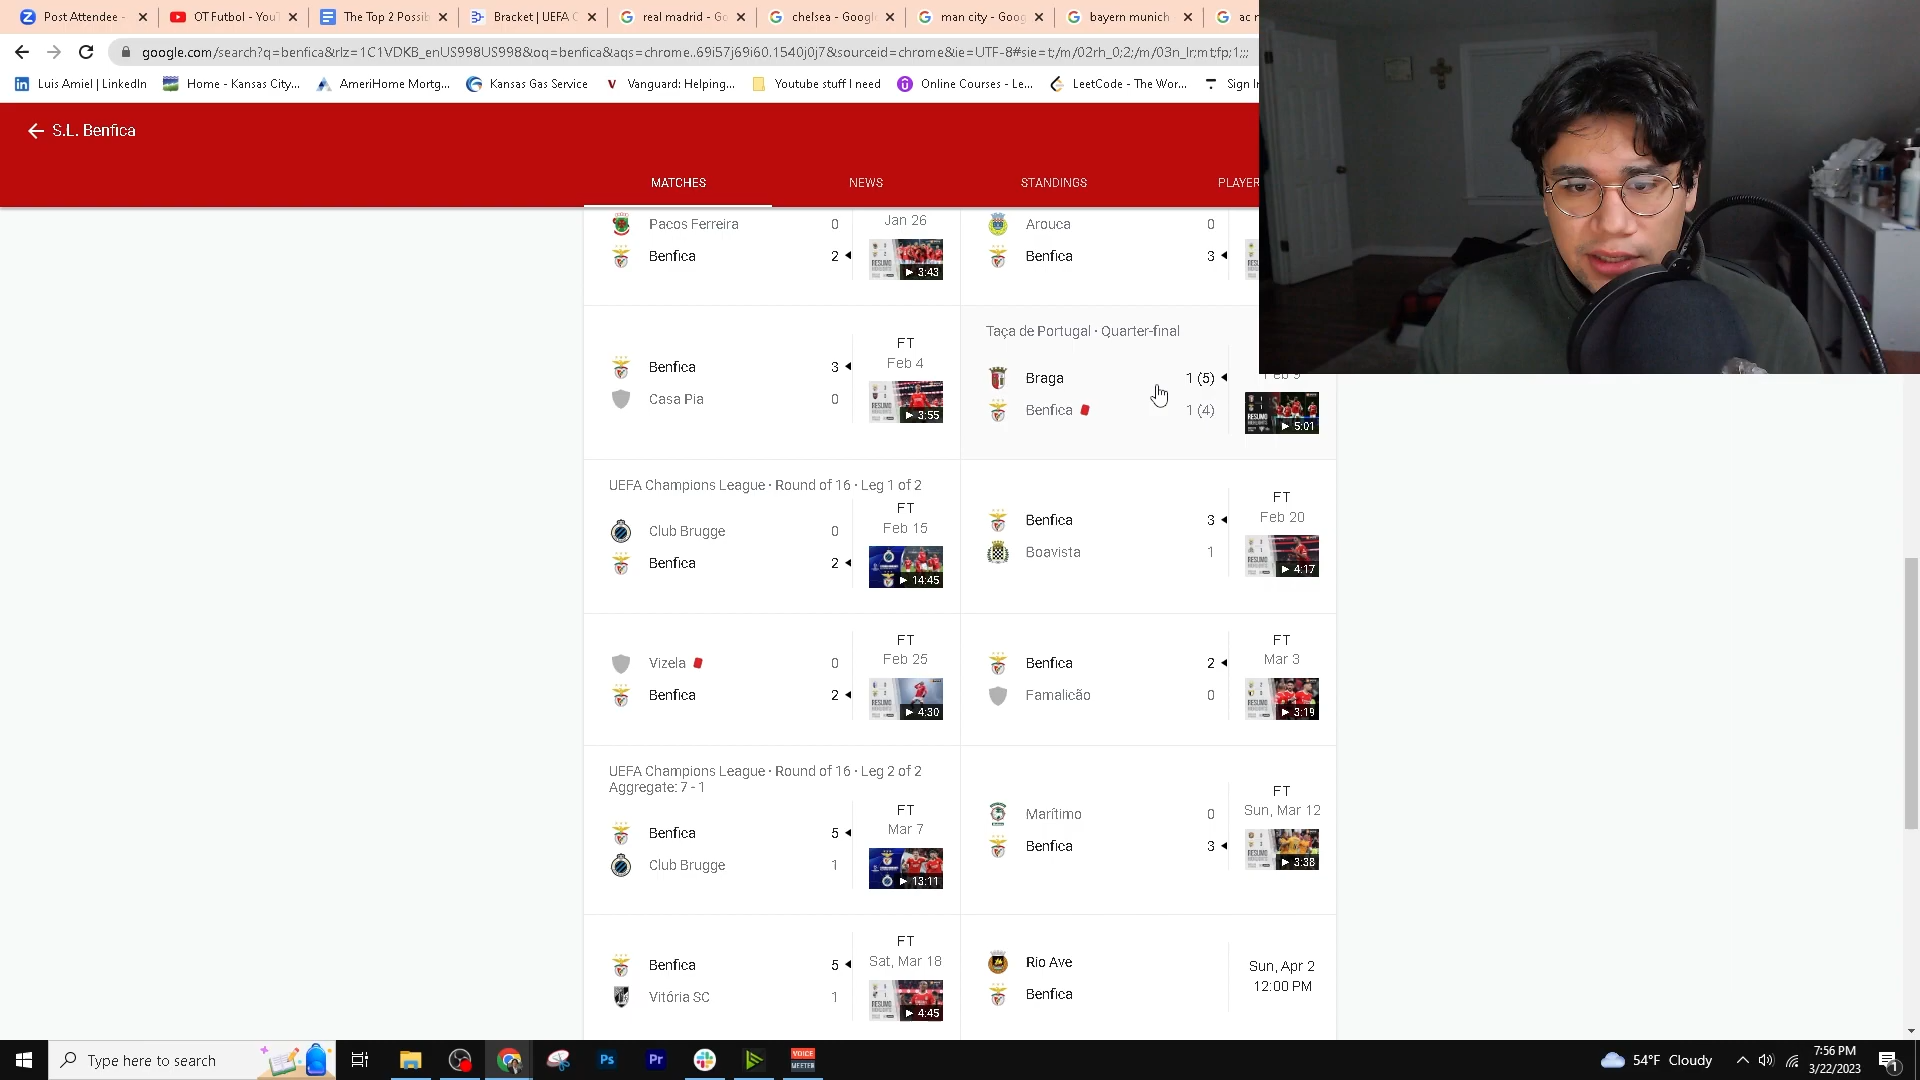 Post Attendee -
OT Futbol - You
The Top 2 Possib
Bracket | UEFA C
real madrid - Go
chelsea - Google
man city - Goog
bayern munich
ac r
google.com/search?q=benfica&rlz=1C1VDKB_enUS998US998&oq=benfica&aqs=chrome..69i57j69i60.1540j0j7&sourceid=chrome&ie=UTF-8#sie=t;/m/02rh_0;2;/m/03n_lr;mt;fp;1;;;
Luis Amiel | LinkedIn
Home - Kansas City...
AmeriHome Mortg...
Kansas Gas Service
Vanguard: Helping...
Youtube stuff I need
Online Courses - Le...
LeetCode - The Wor...
Sign I
S.L. Benfica
MATCHES
NEWS
STANDINGS
PLAYER
Pacos Ferreira 0
Benfica 2
Jan 26
3:43
Arouca 0
Benfica 3
Benfica 3
Casa Pia 0
FT
Feb 4
3:55
Taça de Portugal · Quarter-final
Braga 1 (5)
Benfica 1 (4)
Feb 9
5:01
UEFA Champions League · Round of 16 · Leg 1 of 2
Club Brugge 0
Benfica 2
FT
Feb 15
14:45
Benfica 3
Boavista 1
FT
Feb 20
4:17
Vizela 0
Benfica 2
FT
Feb 25
4:30
Benfica 2
Famalicão 0
FT
Mar 3
3:19
UEFA Champions League · Round of 16 · Leg 2 of 2
Aggregate: 7 - 1
Benfica 5
Club Brugge 1
FT
Mar 7
13:11
Marítimo 0
Benfica 3
FT
Sun, Mar 12
3:38
Benfica 5
Vitória SC 1
FT
Sat, Mar 18
4:45
Rio Ave
Benfica
Sun, Apr 2
12:00 PM
Type here to search
Ps
Pr
VOICE
MEETER
54°F Cloudy
7:56 PM
3/22/2023
1